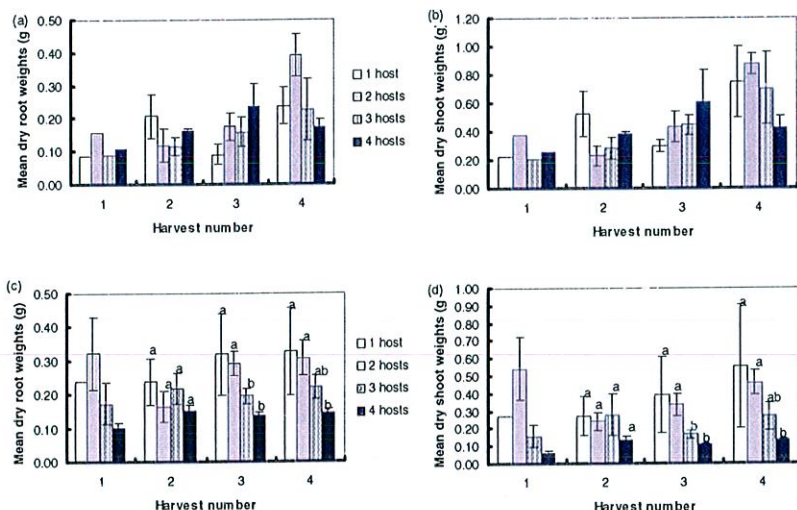 (a)
Mean dry root weights (g)
0.50
0.40
0.30
0.20
0.10
0.00
1 2 3 4
Harvest number
1 host
2 hosts
3 hosts
4 hosts
(b)
Mean dry shoot weights (g)
1.20
1.00
0.80
0.60
0.40
0.20
0.00
1 2 3 4
Harvest number
(c)
Mean dry root weights (g)
0.50
0.40
0.30
0.20
0.10
0.00
a a a a
a a b b
a a ab b
1 2 3 4
Harvest number
1 host
2 hosts
3 hosts
4 hosts
(d)
Mean dry shoot weights (g)
1.00
0.90
0.80
0.70
0.60
0.50
0.40
0.30
0.20
0.10
0.00
a a a a
a a b b
a a ab b
1 2 3 4
Harvest number